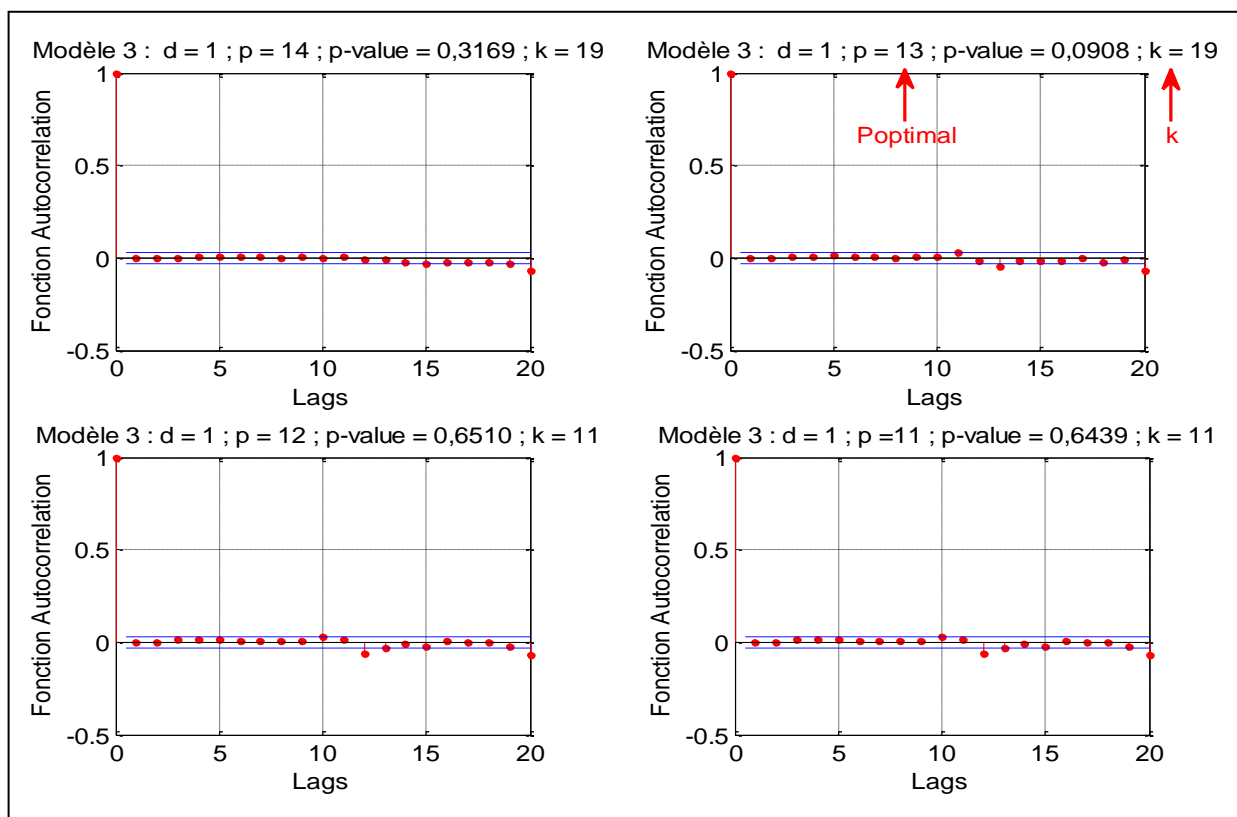 Modèle 3 : d = 1 ; p = 14 ; p-value = 0,3169 ; k = 19
1
0.5
0
-0.5
Fonction Autocorrelation
0 5 10 15 20
Lags
Modèle 3 : d = 1 ; p = 13 ; p-value = 0,0908 ; k = 19
Poptimal
k
1
0.5
0
-0.5
Fonction Autocorrelation
0 5 10 15 20
Lags
Modèle 3 : d = 1 ; p = 12 ; p-value = 0,6510 ; k = 11
1
0.5
0
-0.5
Fonction Autocorrelation
0 5 10 15 20
Lags
Modèle 3 : d = 1 ; p =11 ; p-value = 0,6439 ; k = 11
1
0.5
0
-0.5
Fonction Autocorrelation
0 5 10 15 20
Lags